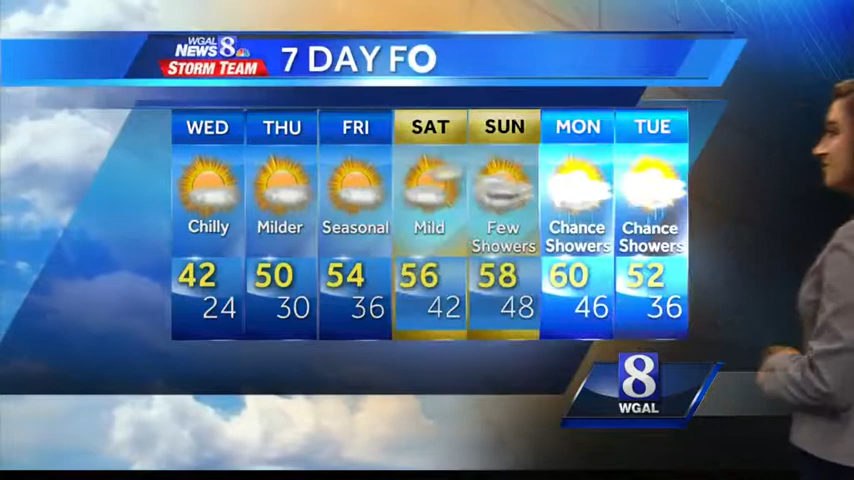 WGAL
NEWS 8
STORM TEAM
7 DAY FO
WED THU FRI SAT SUN MON TUE
Chilly Milder Seasonal Mild Few Showers Chance Showers Chance Showers
42 50 54 56 58 60 52
24 30 36 42 48 46 36
8
WGAL